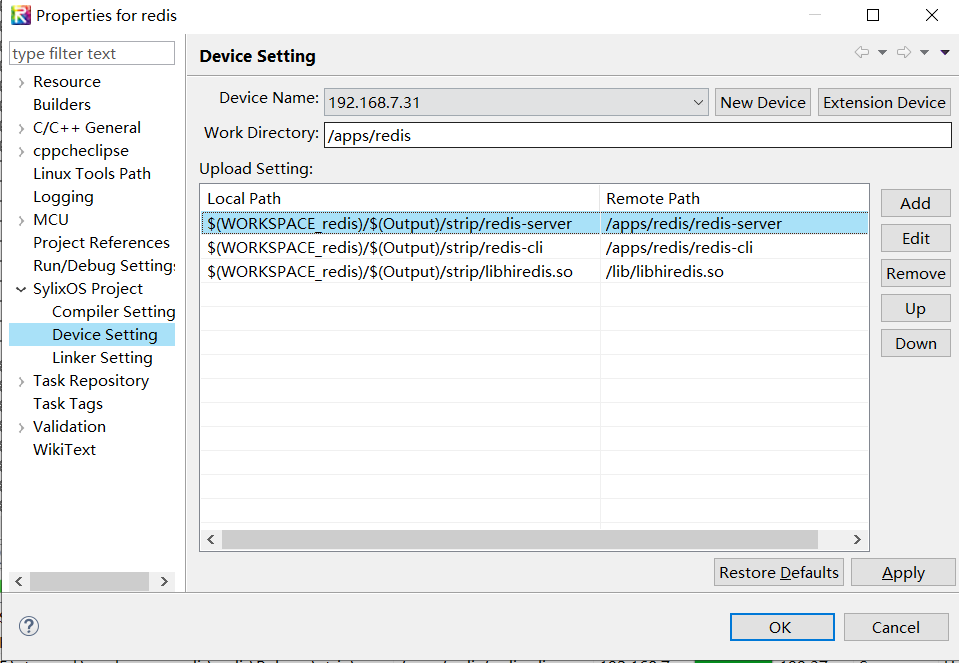 Properties for redis
type filter text
Resource
Builders
C/C++ General
cppcheclipse
Linux Tools Path
Logging
MCU
Project References
Run/Debug Settings
SylixOS Project
Compiler Setting
Device Setting
Linker Setting
Task Repository
Task Tags
Validation
WikiText
Device Setting
Device Name: 192.168.7.31 New Device Extension Device
Work Directory: /apps/redis
Upload Setting:
Local Path Remote Path
$(WORKSPACE_redis)/$(Output)/strip/redis-server /apps/redis/redis-server
$(WORKSPACE_redis)/$(Output)/strip/redis-cli /apps/redis/redis-cli
$(WORKSPACE_redis)/$(Output)/strip/libhiredis.so /lib/libhiredis.so
Add
Edit
Remove
Up
Down
Restore Defaults Apply
OK Cancel